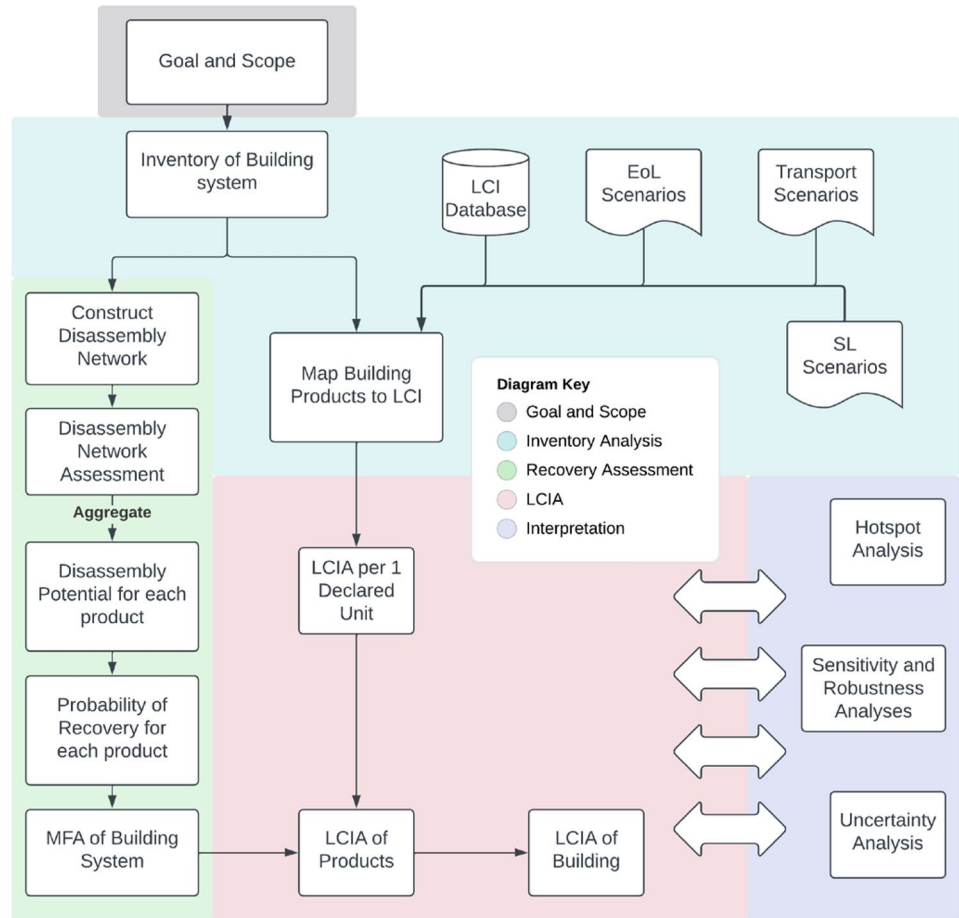 Goal and Scope
Inventory of Building
system
LCI
Database
EoL
Scenarios
Transport
Scenarios
SL
Scenarios
Construct
Disassembly
Network
Map Building
Products to LCI
Diagram Key
Goal and Scope
Inventory Analysis
Recovery Assessment
LCIA
Interpretation
Disassembly
Network
Assessment
Aggregate
Disassembly
Potential for each
product
LCIA per 1
Declared
Unit
Hotspot
Analysis
Probability of
Recovery for
each product
Sensitivity and
Robustness
Analyses
MFA of Building
System
LCIA of
Products
LCIA of
Building
Uncertainty
Analysis